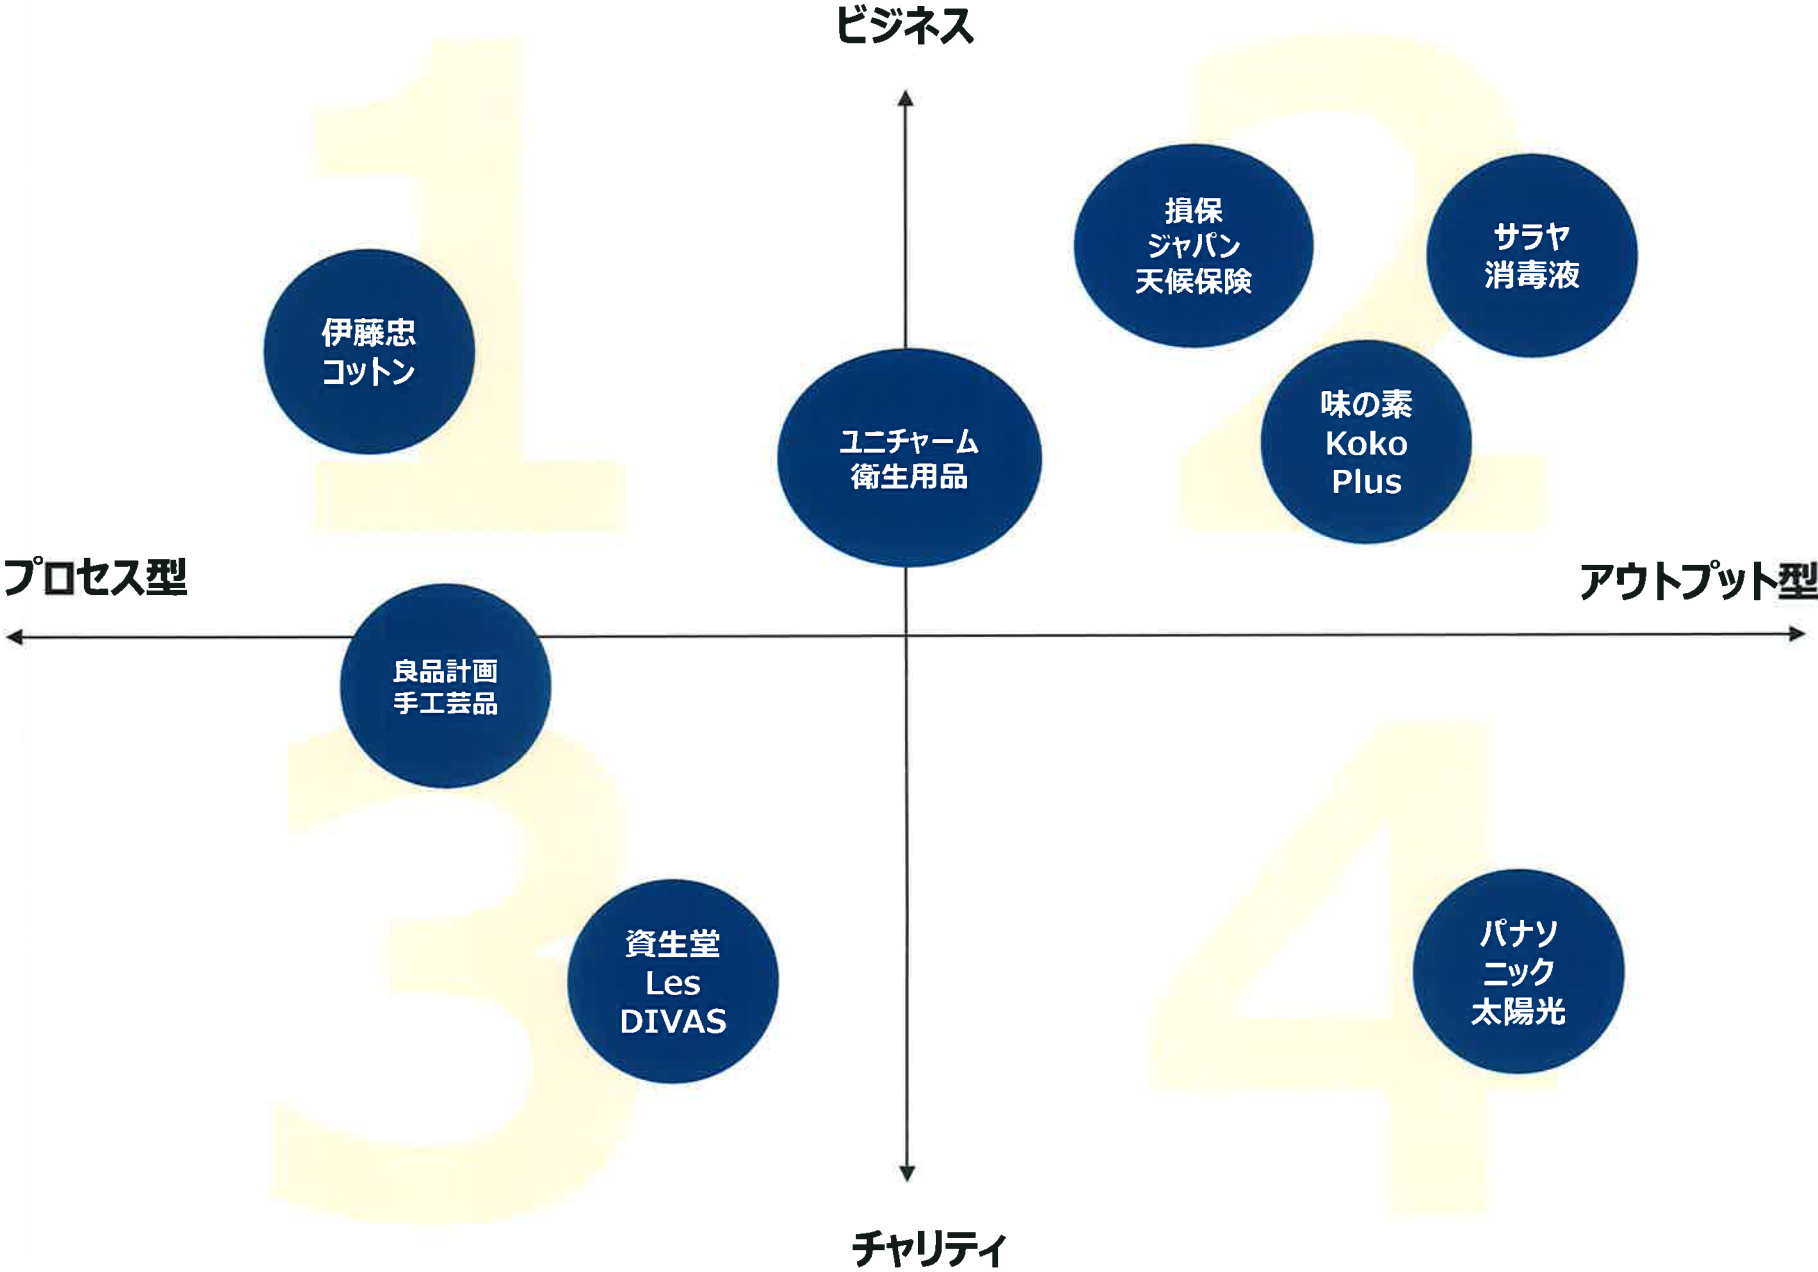 ビジネス
1
2
損保
ジャパン
天候保険
サラヤ
消毒液
伊藤忠
コットン
味の素
Koko
Plus
ユニチャーム
衛生用品
プロセス型
アウトプット型
良品計画
手工芸品
3
4
資生堂
Les
DIVAS
パナソ
ニック
太陽光
チャリティ